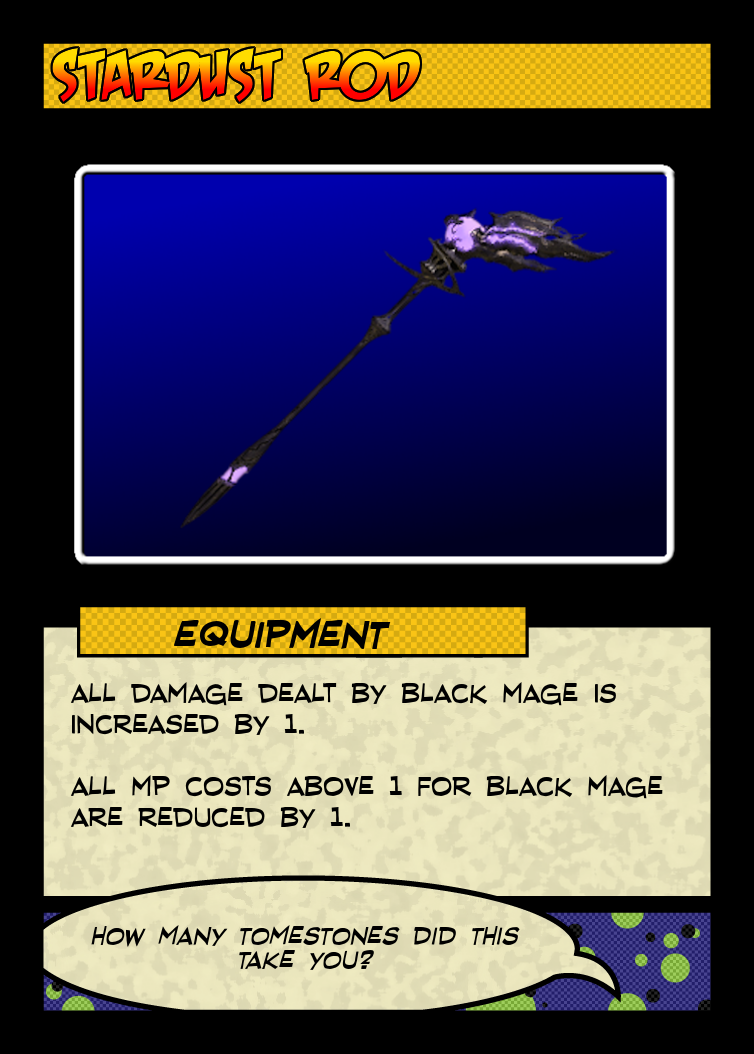 STARDUST ROD
EQUIPMENT
ALL DAMAGE DEALT BY BLACK MAGE IS
INCREASED BY 1.
ALL MP COSTS ABOVE 1 FOR BLACK MAGE
ARE REDUCED BY 1.
HOW MANY TOMESTONES DID THIS
TAKE YOU?